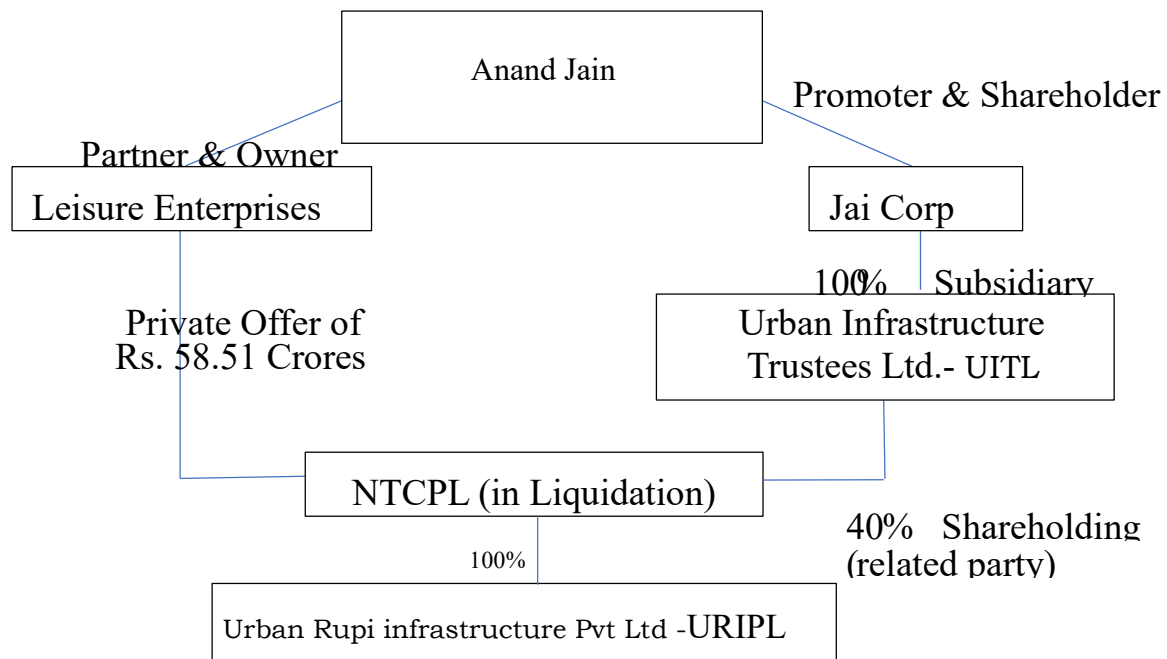 Anand Jain
Promoter & Shareholder
Partner & Owner
Leisure Enterprises
Jai Corp
100% Subsidiary
Private Offer of
Rs. 58.51 Crores
Urban Infrastructure
Trustees Ltd.- UITL
NTCPL (in Liquidation)
40% Shareholding
(related party)
100%
Urban Rupi infrastructure Pvt Ltd -URIPL